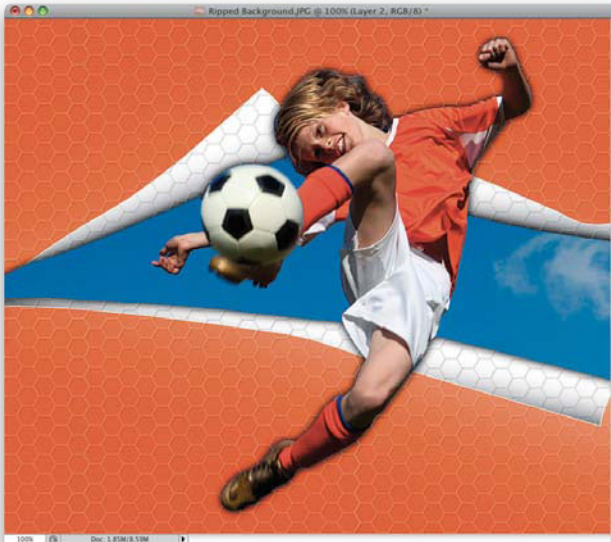 Ripped Background.JPG @ 100% (Layer 2, RGB/8) *
100%
Doc: 1.85M/8.53M